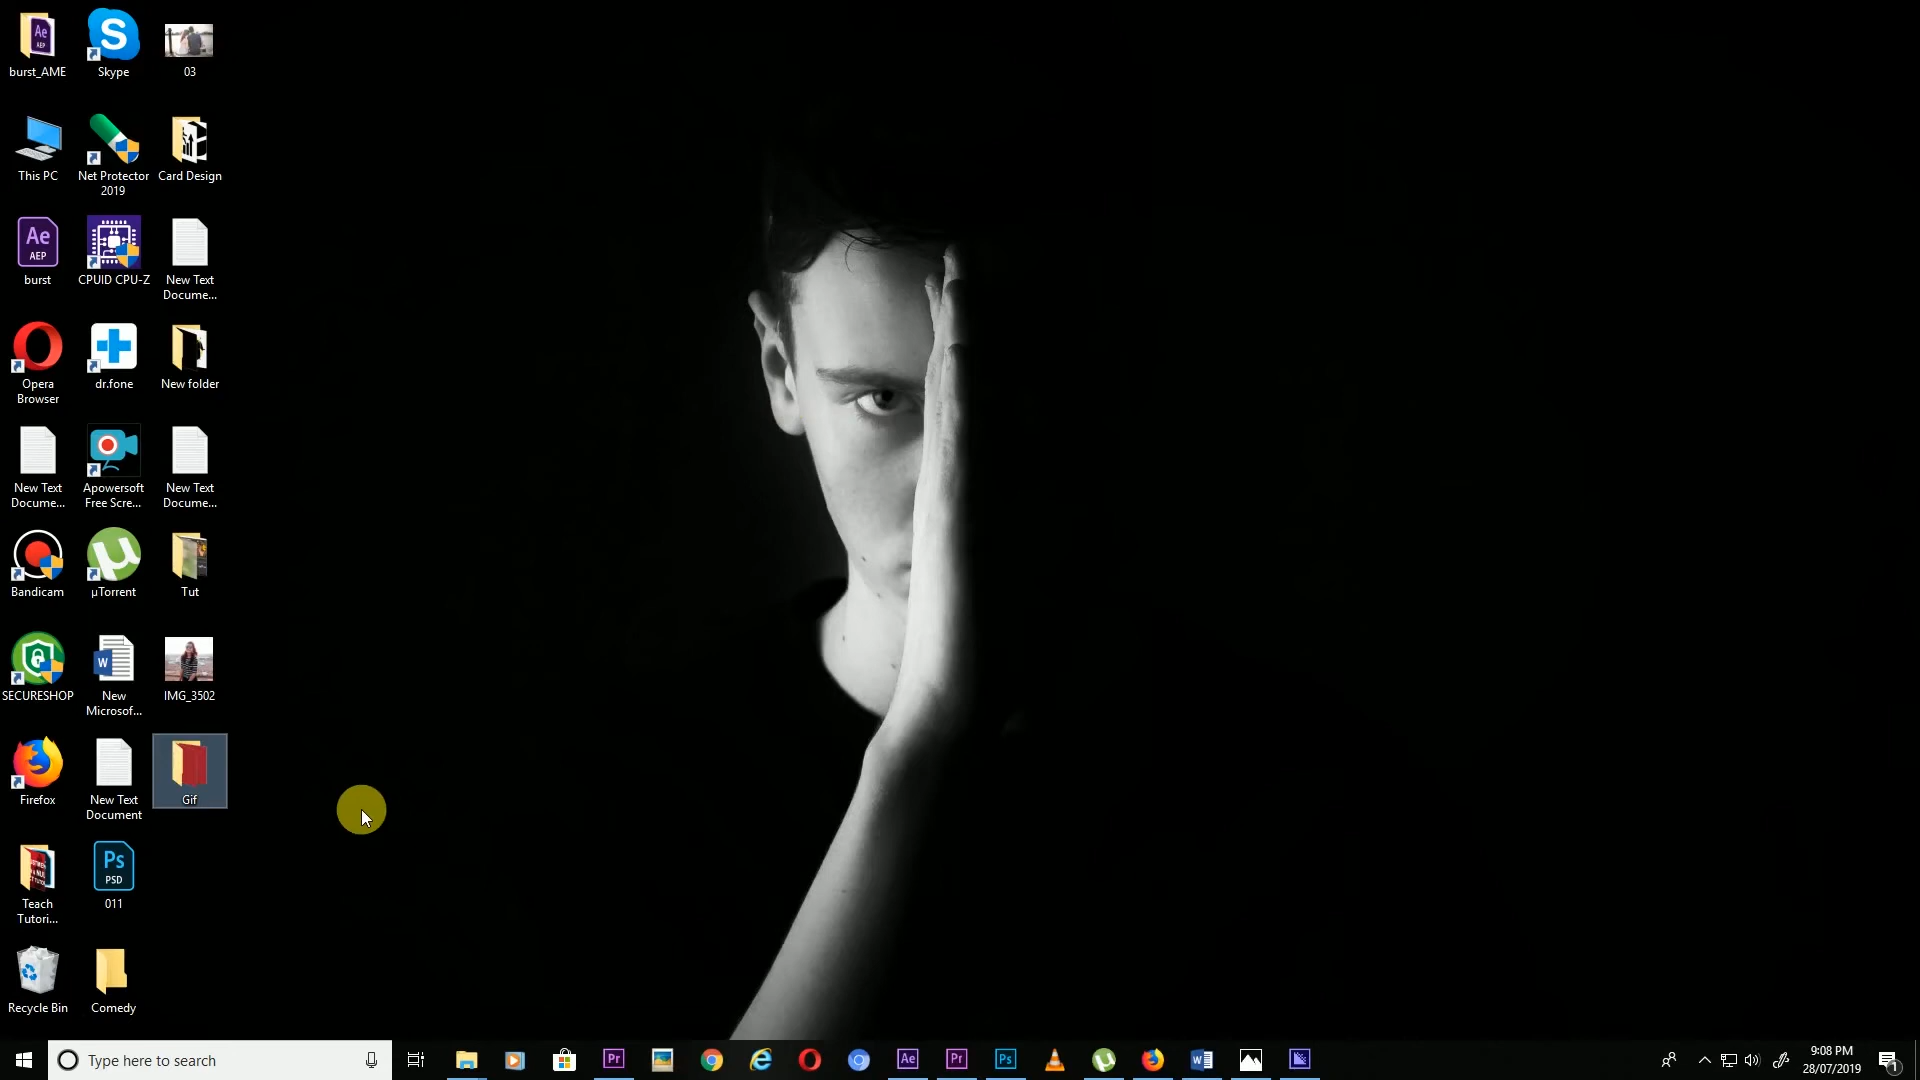 burst_AME
Skype
03
This PC
Net Protector
2019
Card Design
burst
CPUID CPU-Z
New Text
Docume...
Opera
Browser
dr.fone
New folder
New Text
Docume...
Apowersoft
Free Scre...
New Text
Docume...
Bandicam
µTorrent
Tut
SECURESHOP
New
Microsof...
IMG_3502
Firefox
New Text
Document
Gif
Teach
Tutori...
011
Recycle Bin
Comedy
Type here to search
9:08 PM
28/07/2019